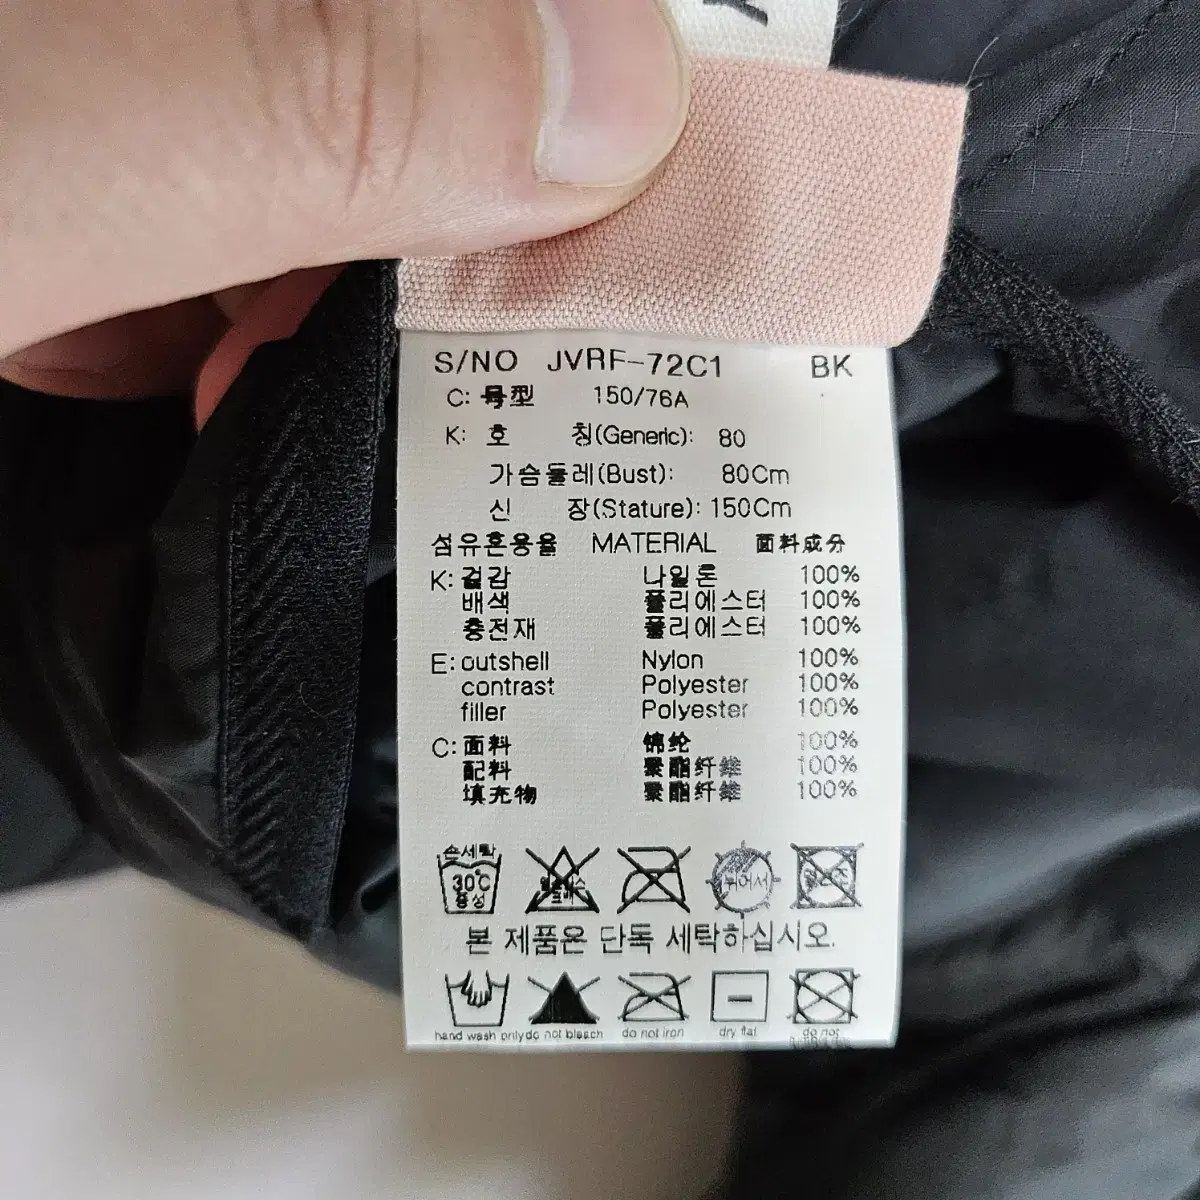 Y
S/NO JVRF-72C1 BK
C: 号型 150/76A
K: 호 칭(Generic): 80
가슴둘레(Bust): 80Cm
신 장(Stature): 150Cm
섬유혼용율 MATERIAL 面料成分
K: 겉감 나일론 100%
배색 폴리에스터 100%
충전재 폴리에스터 100%
E: outshell Nylon 100%
contrast Polyester 100%
filler Polyester 100%
C: 面料 锦纶 100%
配料 聚酯纤维 100%
填充物 聚酯纤维 100%
손세탁
30℃
중성
뉘어서
본 제품은 단독 세탁하십시오.
hand wash only do not bleach do not iron dry flat do not